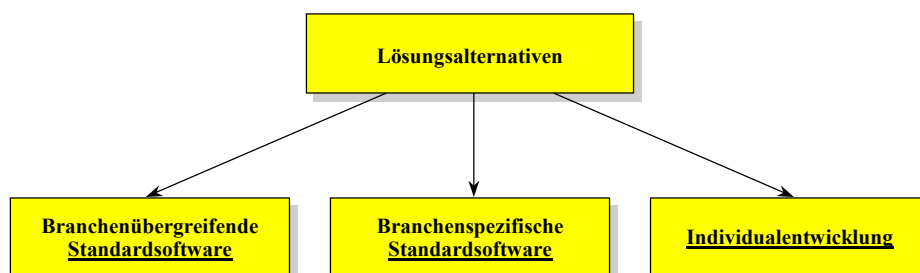 Lösungsalternativen
Branchenübergreifende
Standardsoftware
Branchenspezifische
Standardsoftware
Individualentwicklung